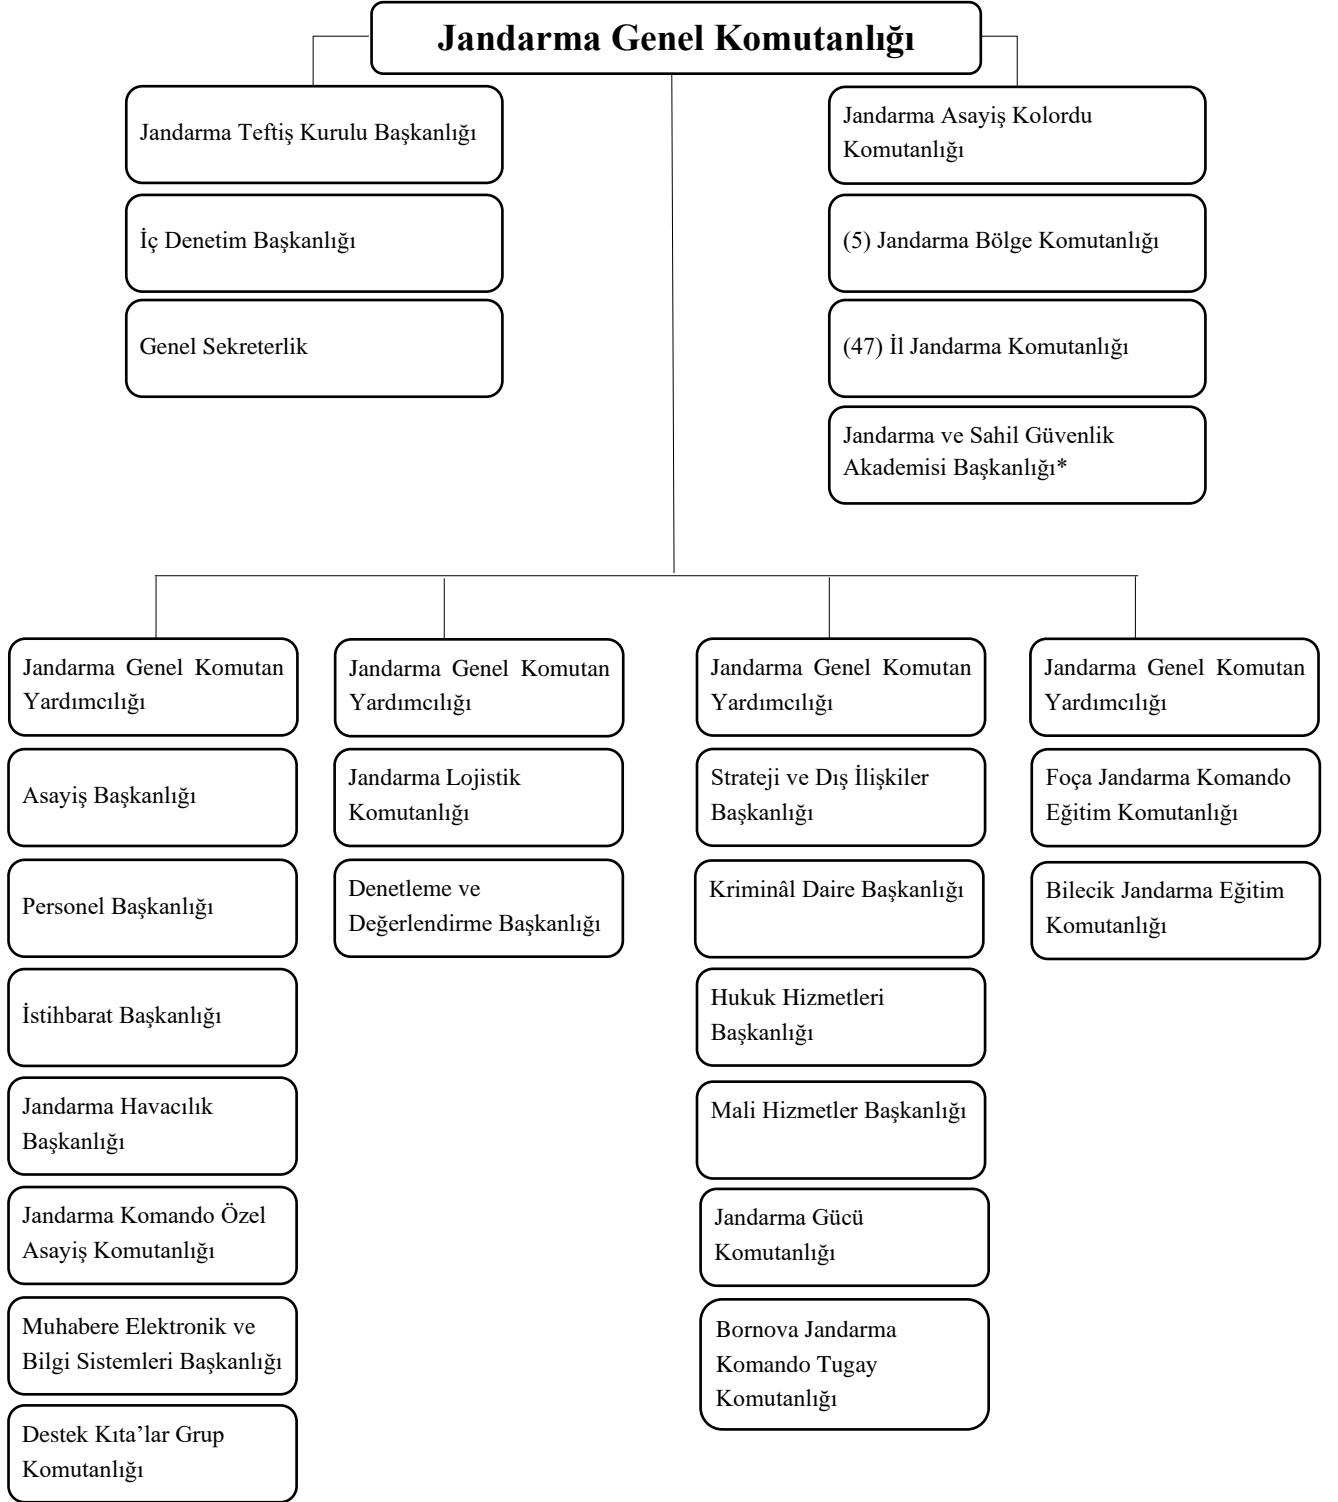 Jandarma Genel Komutanlığı
Jandarma Teftiş Kurulu Başkanlığı
İç Denetim Başkanlığı
Genel Sekreterlik
Jandarma Asayiş Kolordu
Komutanlığı
(5) Jandarma Bölge Komutanlığı
(47) İl Jandarma Komutanlığı
Jandarma ve Sahil Güvenlik
Akademisi Başkanlığı*
Jandarma Genel Komutan
Yardımcılığı
Asayiş Başkanlığı
Personel Başkanlığı
İstihbarat Başkanlığı
Jandarma Havacılık
Başkanlığı
Jandarma Komando Özel
Asayiş Komutanlığı
Muhabere Elektronik ve
Bilgi Sistemleri Başkanlığı
Destek Kıta’lar Grup
Komutanlığı
Jandarma Genel Komutan
Yardımcılığı
Jandarma Lojistik
Komutanlığı
Denetleme ve
Değerlendirme Başkanlığı
Jandarma Genel Komutan
Yardımcılığı
Strateji ve Dış İlişkiler
Başkanlığı
Kriminâl Daire Başkanlığı
Hukuk Hizmetleri
Başkanlığı
Mali Hizmetler Başkanlığı
Jandarma Gücü
Komutanlığı
Bornova Jandarma
Komando Tugay
Komutanlığı
Jandarma Genel Komutan
Yardımcılığı
Foça Jandarma Komando
Eğitim Komutanlığı
Bilecik Jandarma Eğitim
Komutanlığı